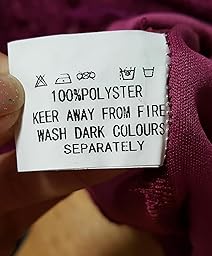 100%POLYSTER
KEER AWAY FROM FIRE
WASH DARK COLOURS
SEPARATELY